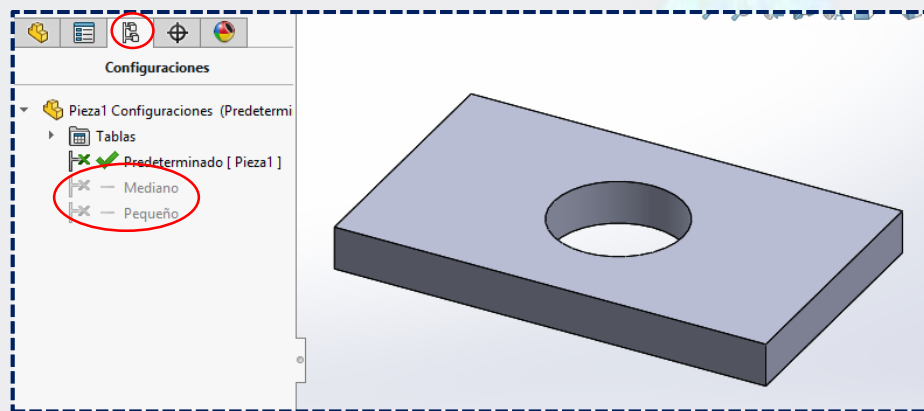 Configuraciones
Pieza1 Configuraciones (Predetermi
Tablas
Predeterminado [ Pieza1 ]
Mediano
Pequeño